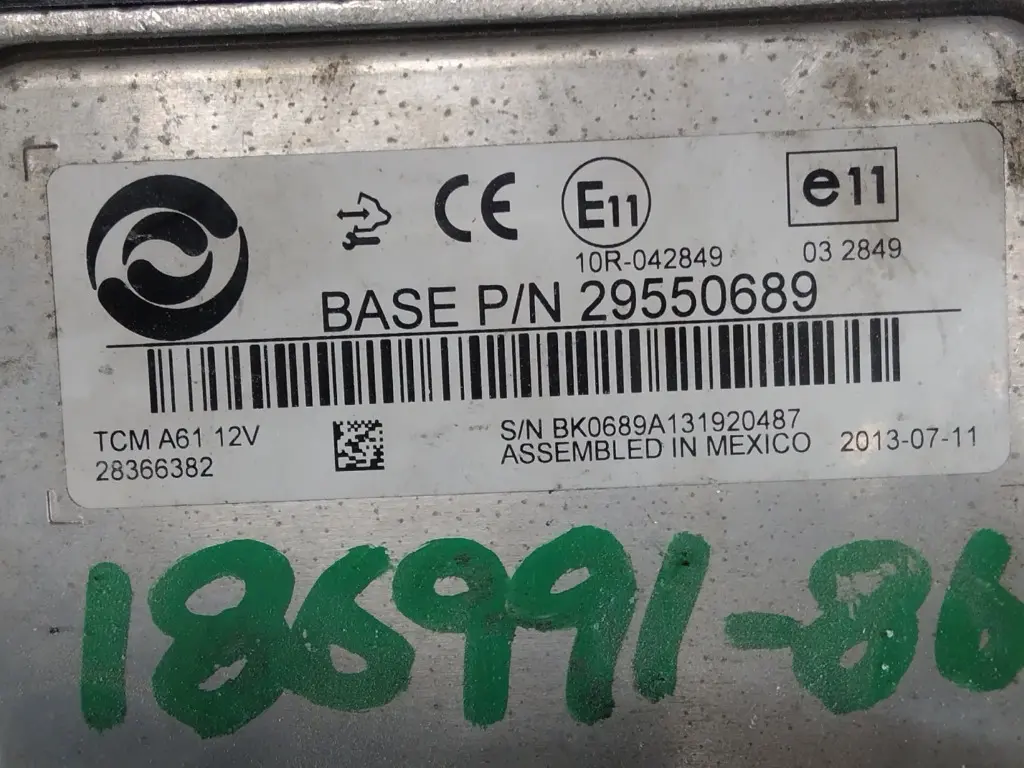 CE E11 e11
10R-042849 03 2849
BASE P/N 29550689
TCM A61 12V
28366382
S/N BK0689A131920487
ASSEMBLED IN MEXICO 2013-07-11
186991-86